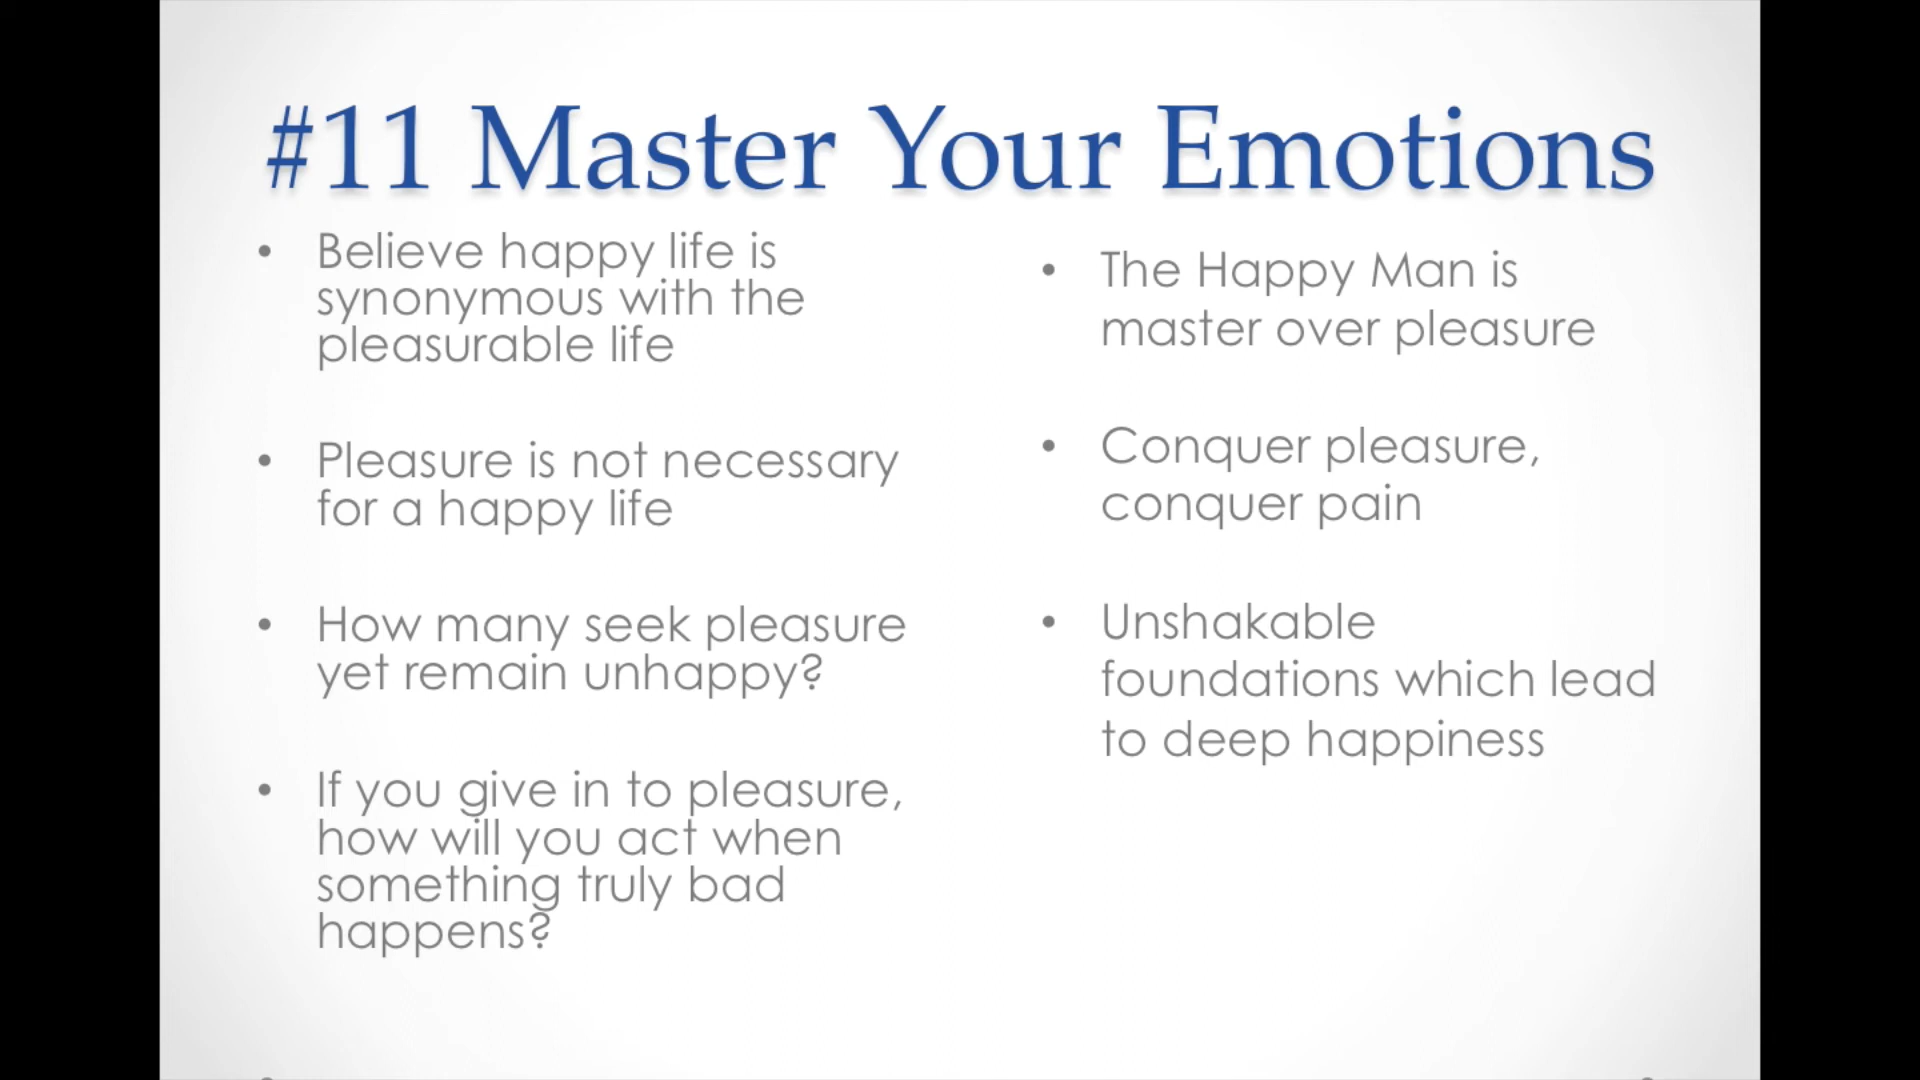 #11 Master Your Emotions
• Believe happy life is
synonymous with the
pleasurable life
• Pleasure is not necessary
for a happy life
• How many seek pleasure
yet remain unhappy?
• If you give in to pleasure,
how will you act when
something truly bad
happens?
• The Happy Man is
master over pleasure
• Conquer pleasure,
conquer pain
• Unshakable
foundations which lead
to deep happiness